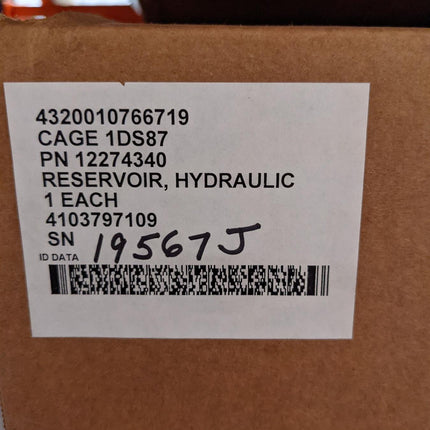 4320010766719
CAGE 1DS87
PN 12274340
RESERVOIR, HYDRAULIC
1 EACH
4103797109
SN 19567J
ID DATA